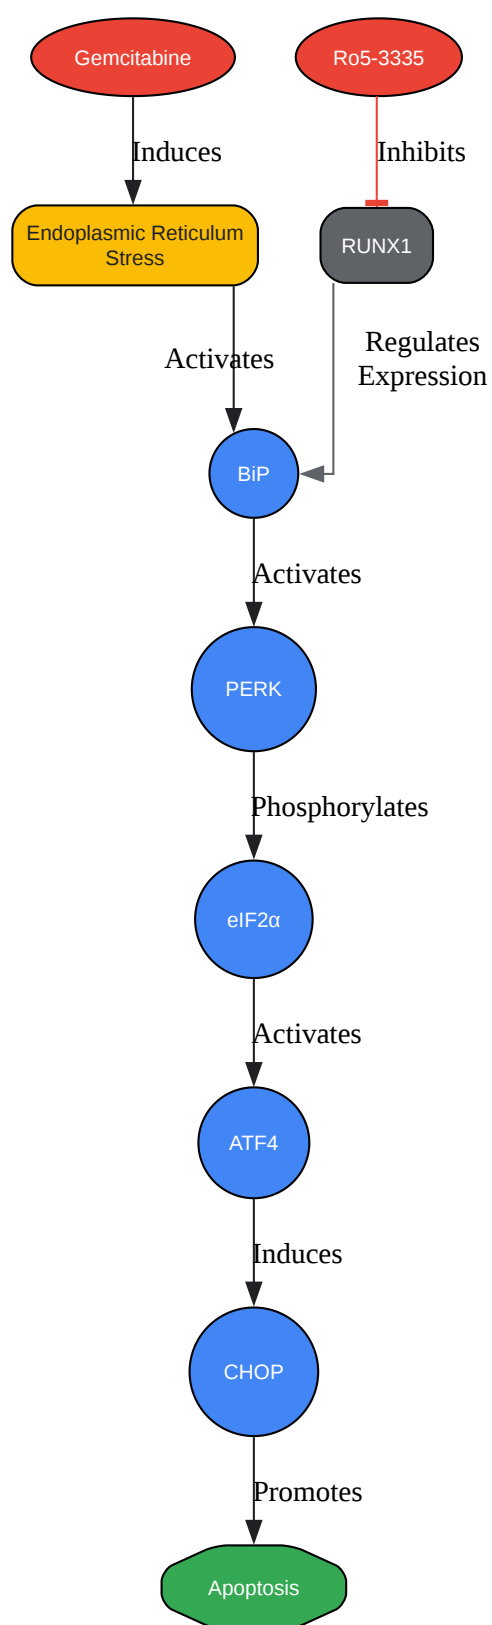 Gemcitabine
Ro5-3335
Induces
Inhibits
Endoplasmic Reticulum
Stress
RUNX1
Activates
Regulates
Expression
BiP
Activates
PERK
Phosphorylates
eIF2α
Activates
ATF4
Induces
CHOP
Promotes
Apoptosis